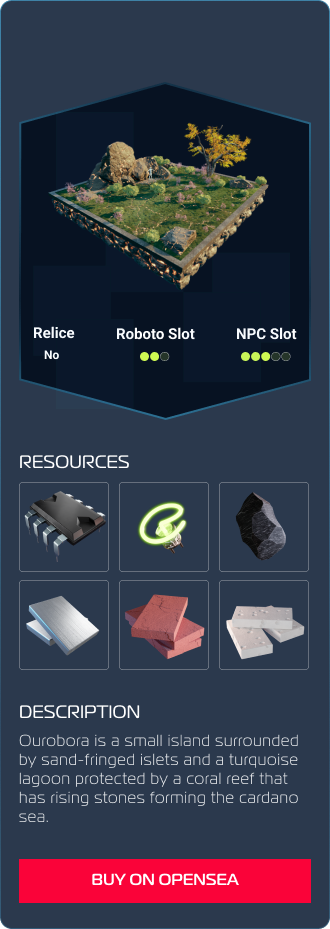 Relice
Roboto Slot
NPC Slot
No
RESOURCES
DESCRIPTION
Ourobora is a small island surrounded
by sand-fringed islets and a turquoise
lagoon protected by a coral reef that
has rising stones forming the cardano
sea.
BUY ON OPENSEA